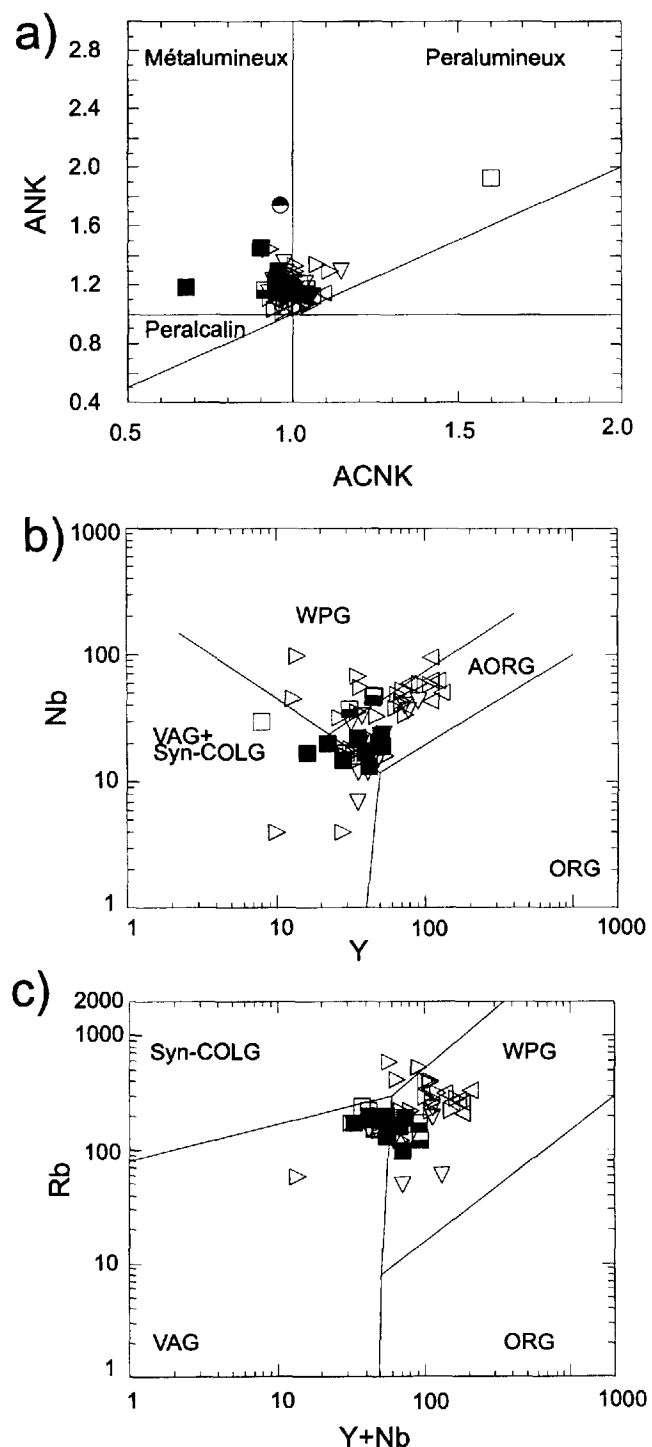 a)
2.8
2.4
2.0
1.6
1.2
0.8
0.4
ANK
Métalumineux
Peralumineux
Peralcalin
0.5
1.0
1.5
2.0
ACNK
b)
1000
100
10
1
Nb
WPG
AORG
VAG+
Syn-COLG
ORG
1
10
100
1000
Y
c)
2000
1000
100
10
1
Rb
Syn-COLG
WPG
VAG
ORG
1
10
100
1000
Y+Nb